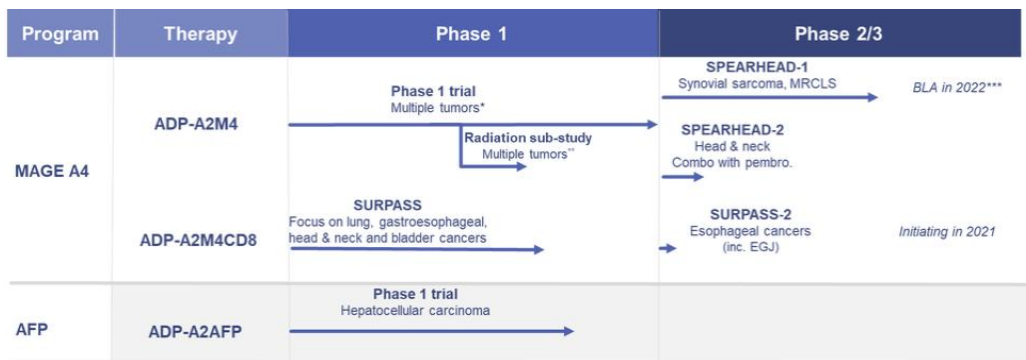 Program Therapy Phase 1 Phase 2/3
SPEARHEAD-1
Synovial sarcoma, MRCLS
BLA in 2022***
Phase 1 trial
Multiple tumors*
ADP-A2M4
Radiation sub-study
Multiple tumors**
SPEARHEAD-2
Head & neck
Combo with pembro.
MAGE A4
SURPASS
Focus on lung, gastroesophageal,
head & neck and bladder cancers
ADP-A2M4CD8
SURPASS-2
Esophageal cancers
(inc. EGJ)
Initiating in 2021
Phase 1 trial
Hepatocellular carcinoma
AFP
ADP-A2AFP